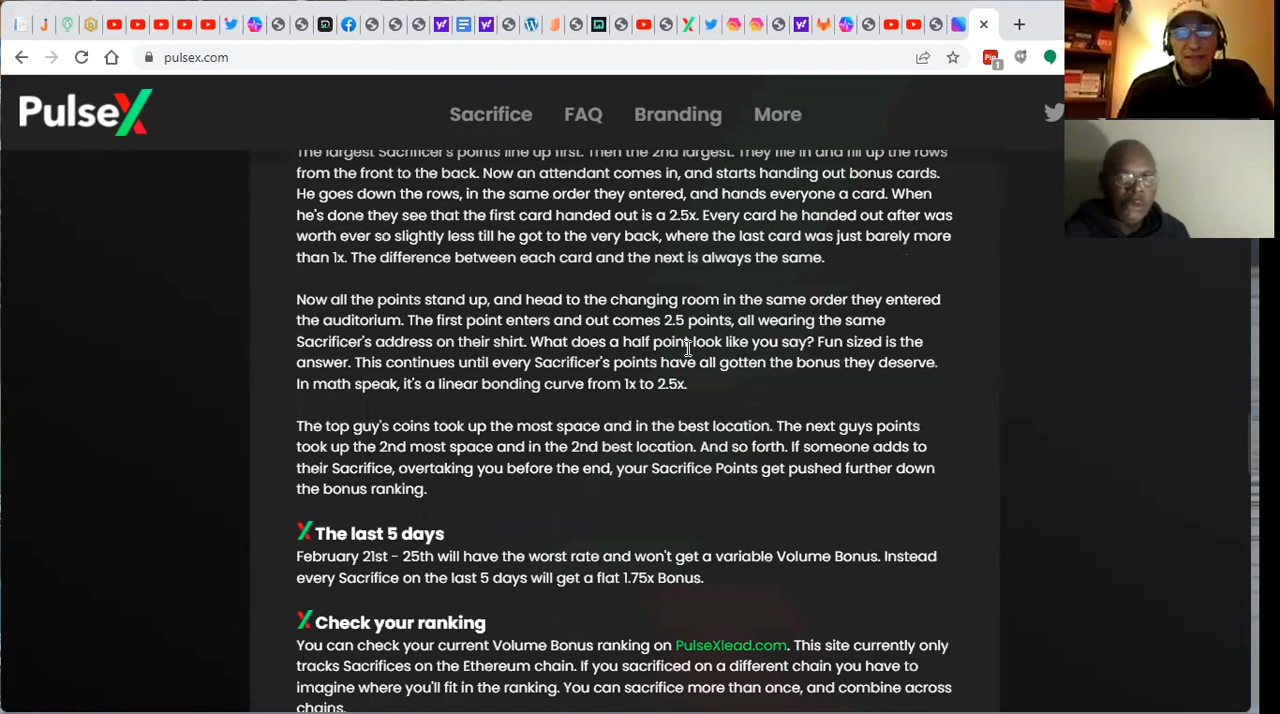 pulsex.com
1
PulseX
Sacrifice FAQ Branding More
The largest Sacrificer's points line up first. Then the 2nd largest. They file in and fill up the rows
from the front to the back. Now an attendant comes in, and starts handing out bonus cards.
He goes down the rows, in the same order they entered, and hands everyone a card. When
he's done they see that the first card handed out is a 2.5x. Every card he handed out after was
worth ever so slightly less till he got to the very back, where the last card was just barely more
than 1x. The difference between each card and the next is always the same.
Now all the points stand up, and head to the changing room in the same order they entered
the auditorium. The first point enters and out comes 2.5 points, all wearing the same
Sacrificer's address on their shirt. What does a half point look like you say? Fun sized is the
answer. This continues until every Sacrificer's points have all gotten the bonus they deserve.
In math speak, it's a linear bonding curve from 1x to 2.5x.
The top guy's coins took up the most space and in the best location. The next guys points
took up the 2nd most space and in the 2nd best location. And so forth. If someone adds to
their Sacrifice, overtaking you before the end, your Sacrifice Points get pushed further down
the bonus ranking.
The last 5 days
February 21st - 25th will have the worst rate and won't get a variable Volume Bonus. Instead
every Sacrifice on the last 5 days will get a flat 1.75x Bonus.
Check your ranking
You can check your current Volume Bonus ranking on PulseXlead.com. This site currently only
tracks Sacrifices on the Ethereum chain. If you sacrificed on a different chain you have to
imagine where you'll fit in the ranking. You can sacrifice more than once, and combine across
chains.